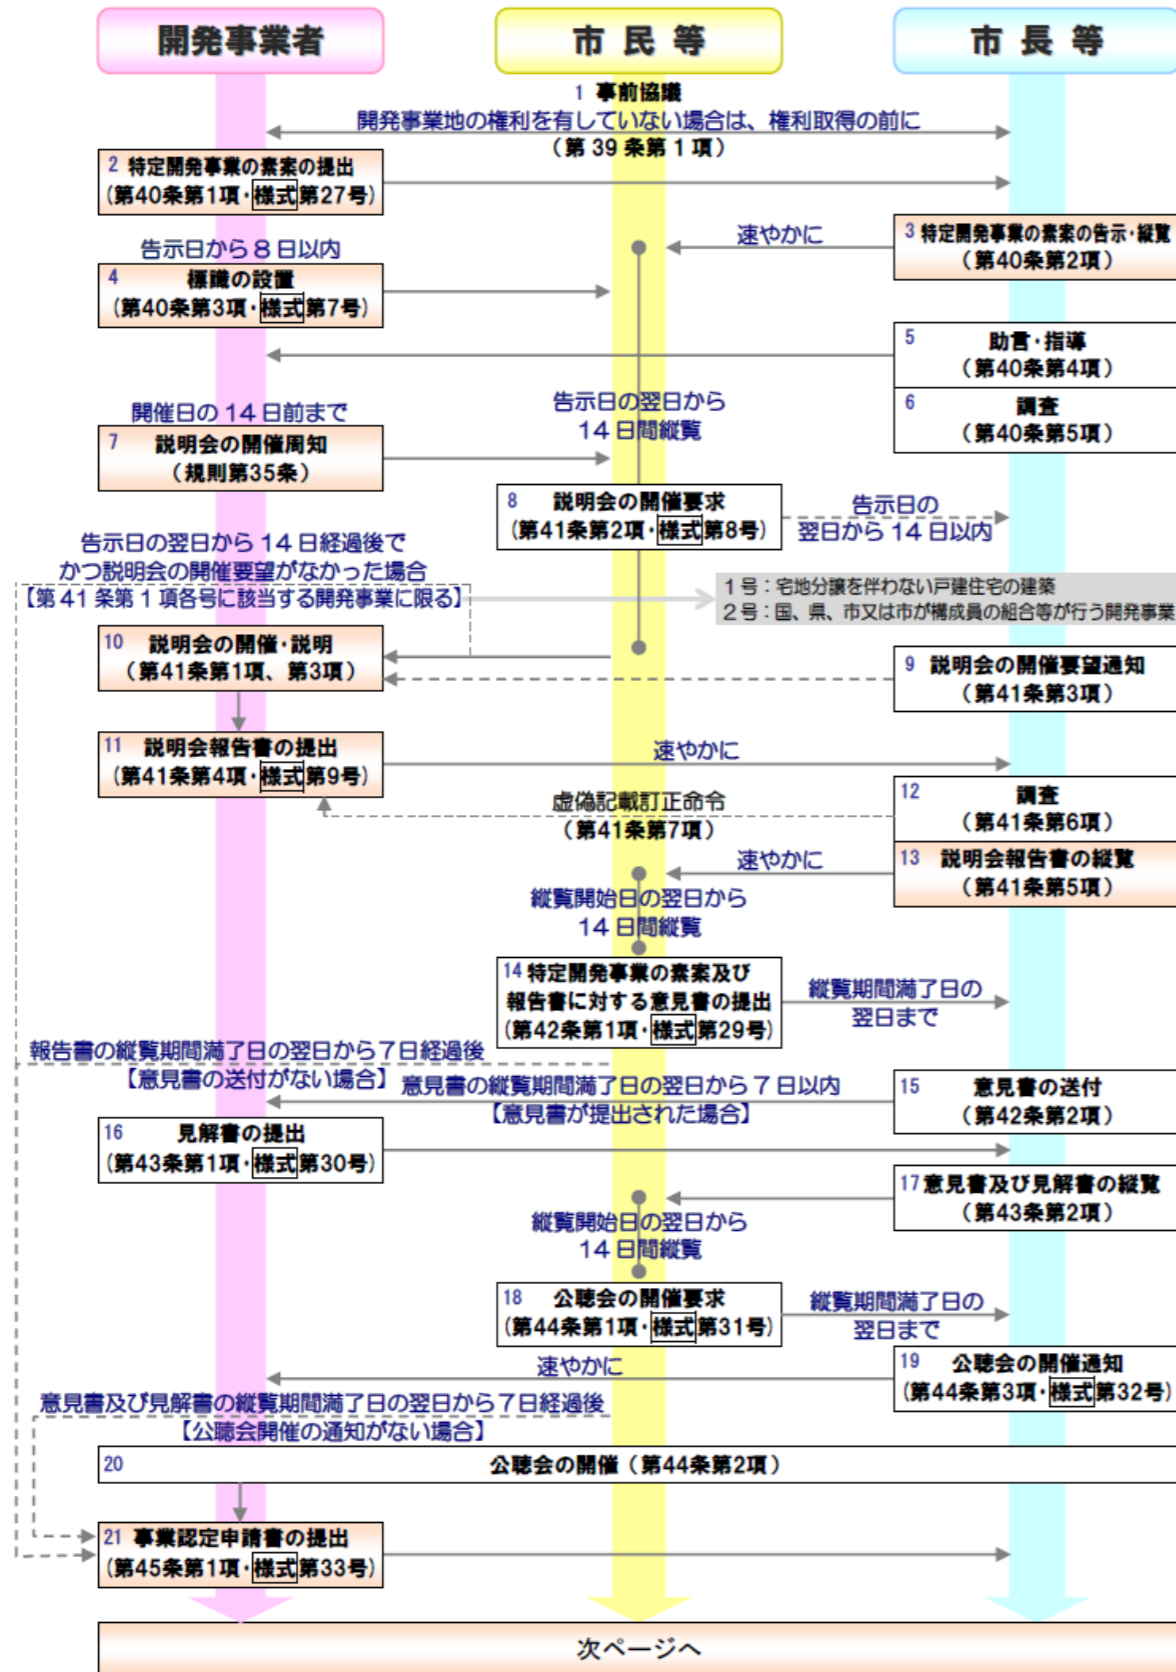 開発事業者
市民等
市長等
1 事前協議
開発事業地の権利を有していない場合は、権利取得の前に
(第39条第1項)
2 特定開発事業の素案の提出
(第40条第1項・様式第27号)
速やかに
3 特定開発事業の素案の告示・縦覧
(第40条第2項)
告示日から8日以内
4 標識の設置
(第40条第3項・様式第7号)
5 助言・指導
(第40条第4項)
告示日の翌日から
14日間縦覧
6 調査
(第40条第5項)
開催日の14日前まで
7 説明会の開催周知
(規則第35条)
8 説明会の開催要求
(第41条第2項・様式第8号)
告示日の
翌日から14日以内
告示日の翌日から14日経過後で
かつ説明会の開催要望がなかった場合
【第41条第1項各号に該当する開発事業に限る】
1号:宅地分譲を伴わない戸建住宅の建築
2号:国、県、市又は市が構成員の組合等が行う開発事業
10 説明会の開催・説明
(第41条第1項、第3項)
9 説明会の開催要望通知
(第41条第3項)
11 説明会報告書の提出
(第41条第4項・様式第9号)
速やかに
虚偽記載訂正命令
(第41条第7項)
12 調査
(第41条第6項)
速やかに
13 説明会報告書の縦覧
(第41条第5項)
縦覧開始日の翌日から
14日間縦覧
14 特定開発事業の素案及び
報告書に対する意見書の提出
(第42条第1項・様式第29号)
縦覧期間満了日の
翌日まで
報告書の縦覧期間満了日の翌日から7日経過後
【意見書の送付がない場合】
意見書の縦覧期間満了日の翌日から7日以内
【意見書が提出された場合】
15 意見書の送付
(第42条第2項)
16 見解書の提出
(第43条第1項・様式第30号)
17 意見書及び見解書の縦覧
(第43条第2項)
縦覧開始日の翌日から
14日間縦覧
18 公聴会の開催要求
(第44条第1項・様式第31号)
縦覧期間満了日の
翌日まで
速やかに
19 公聴会の開催通知
(第44条第3項・様式第32号)
意見書及び見解書の縦覧期間満了日の翌日から7日経過後
【公聴会開催の通知がない場合】
20 公聴会の開催(第44条第2項)
21 事業認定申請書の提出
(第45条第1項・様式第33号)
次ページへ